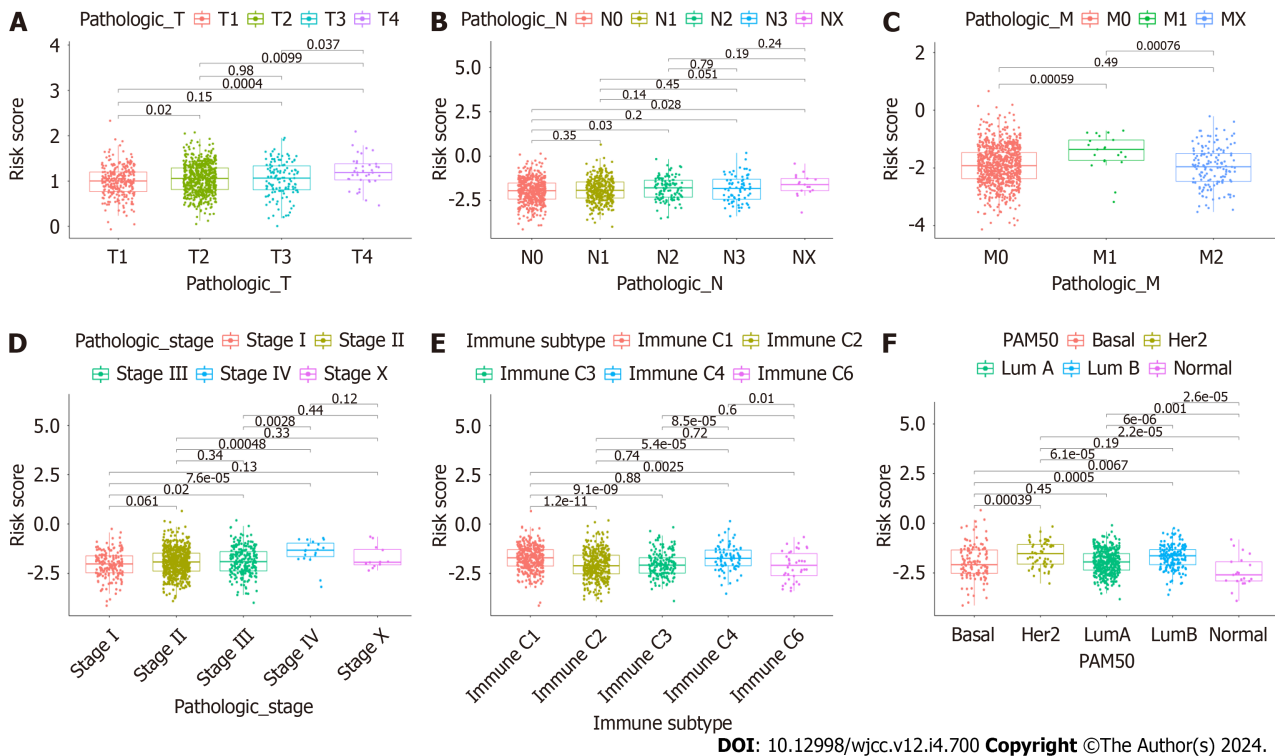 A Pathologic_T T1 T2 T3 T4
4
3
2
1
0
Risk score
0.037
0.0099
0.98
0.0004
0.15
0.02
T1 T2 T3 T4
Pathologic_T
B Pathologic_N N0 N1 N2 N3 NX
5.0
2.5
0.0
-2.5
Risk score
0.24
0.19
0.79
0.051
0.45
0.14
0.028
0.2
0.03
0.35
N0 N1 N2 N3 NX
Pathologic_N
C Pathologic_M M0 M1 MX
2
0
-2
-4
Risk score
0.00076
0.49
0.00059
M0 M1 M2
Pathologic_M
D Pathologic_stage Stage I Stage II
Stage III Stage IV Stage X
5.0
2.5
0.0
-2.5
Risk score
0.12
0.44
0.0028
0.33
0.00048
0.34
0.13
7.6e-05
0.02
0.061
Stage I Stage II Stage III Stage IV Stage X
Pathologic_stage
E Immune subtype Immune C1 Immune C2
Immune C3 Immune C4 Immune C6
5.0
2.5
0.0
-2.5
Risk score
0.01
0.6
8.5e-05
0.72
5.4e-05
0.74
0.0025
0.88
9.1e-09
1.2e-11
Immune C1 Immune C2 Immune C3 Immune C4 Immune C6
Immune subtype
F PAM50 Basal Her2
Lum A Lum B Normal
5.0
2.5
0.0
-2.5
Risk score
2.6e-05
0.001
6e-06
2.2e-05
0.19
6.1e-05
0.0067
0.0005
0.45
0.00039
Basal Her2 LumA LumB Normal
PAM50
DOI: 10.12998/wjcc.v12.i4.700 Copyright ©The Author(s) 2024.